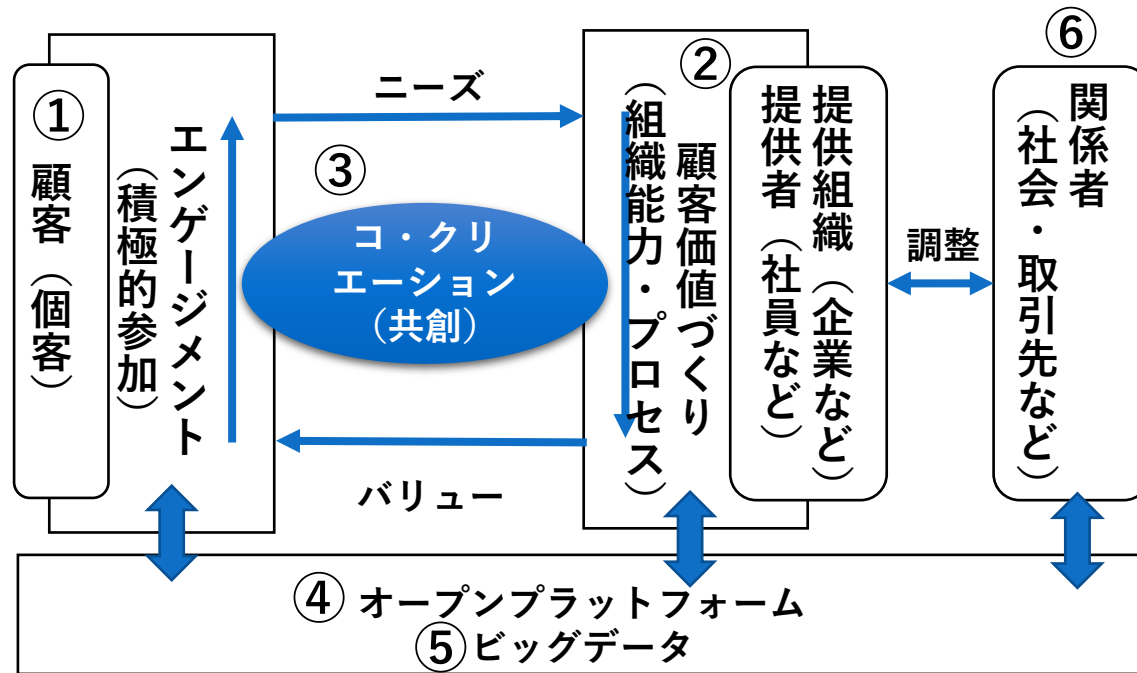 ①
顧客（個客）
エンゲージメント
（積極的参加）
ニーズ
③
コ・クリ
エーション
（共創）
バリュー
②
顧客価値づくり
（組織能力・プロセス）
提供組織（企業など）
提供者（社員など）
調整
⑥
関係者
（社会・取引先など）
④ オープンプラットフォーム
⑤ ビッグデータ